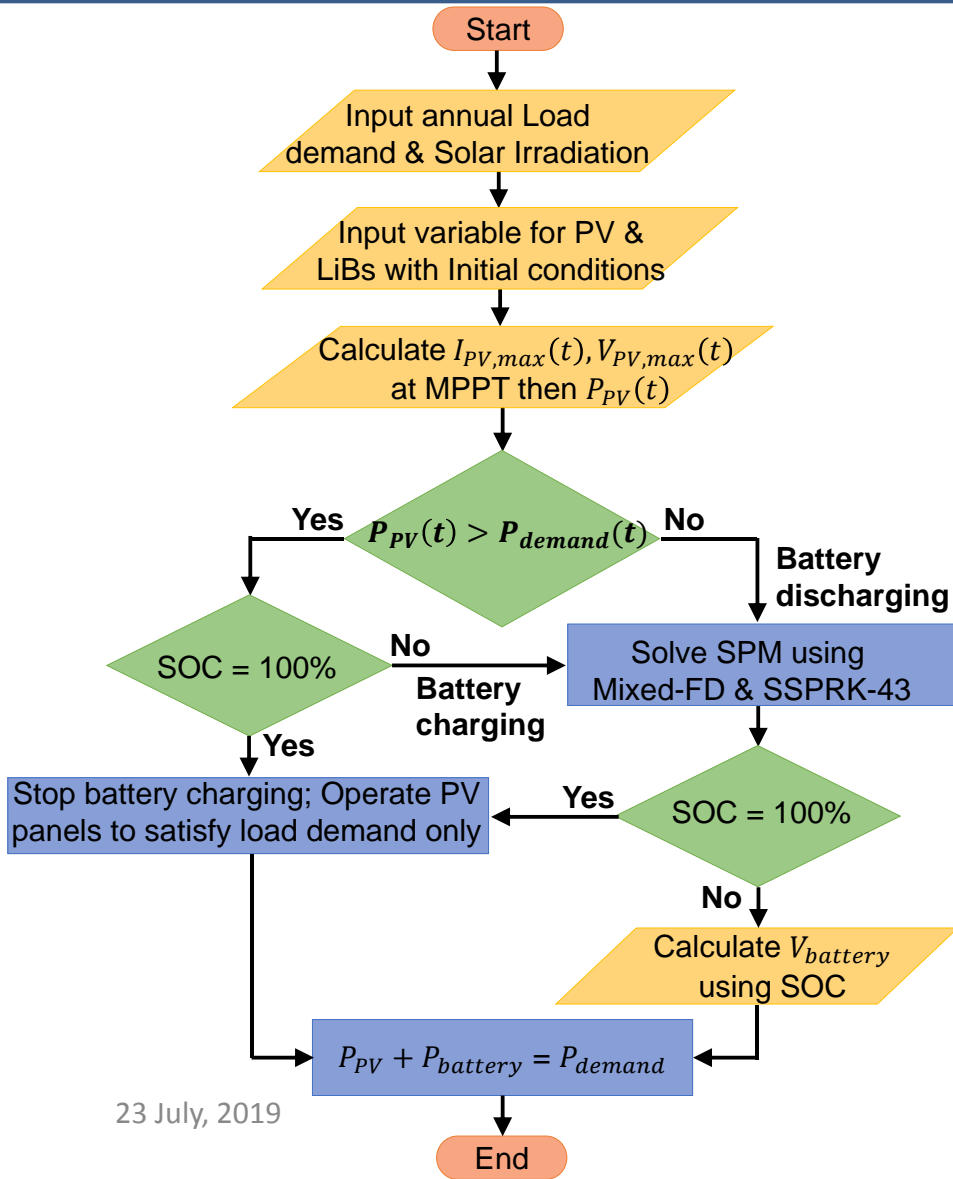 Start
Input annual Load
demand & Solar Irradiation
Input variable for PV &
LiBs with Initial conditions
Calculate I_{PV,max}(t), V_{PV,max}(t)
at MPPT then P_{PV}(t)
P_{PV}(t) > P_{demand}(t)
Yes
No
Battery
discharging
SOC = 100%
No
Battery
charging
Solve SPM using
Mixed-FD & SSPRK-43
Yes
Stop battery charging; Operate PV
panels to satisfy load demand only
Yes
SOC = 100%
No
Calculate V_{battery}
using SOC
P_{PV} + P_{battery} = P_{demand}
23 July, 2019
End